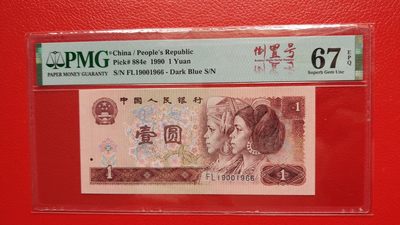 PMG
PAPER MONEY GUARANTY
China / People's Republic
Pick# 884e 1990 1 Yuan
S/N FL19001966 - Dark Blue S/N
倒置号
67 EPQ
Superb Gem Unc
中国人民银行
1
壹圆
1
1
FL19001966